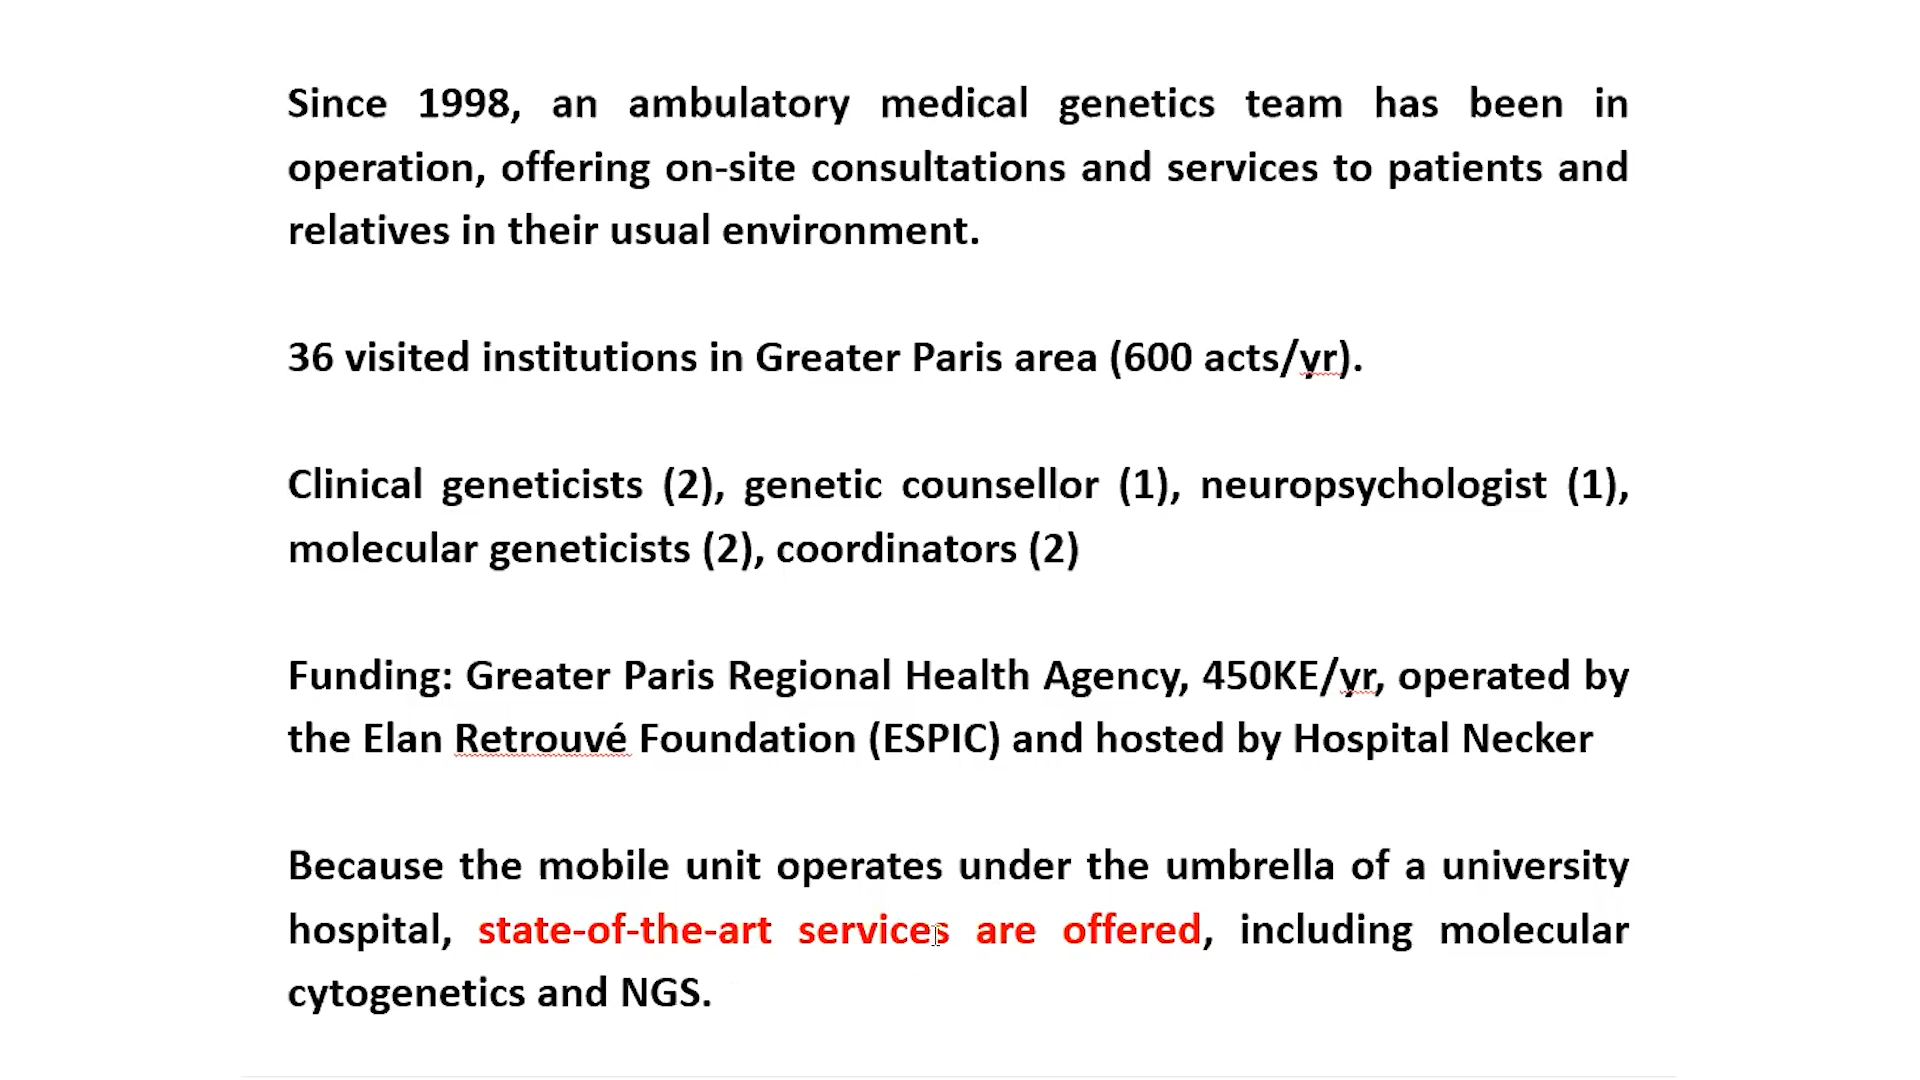 Since 1998, an ambulatory medical genetics team has been in
operation, offering on-site consultations and services to patients and
relatives in their usual environment.
36 visited institutions in Greater Paris area (600 acts/yr).
Clinical geneticists (2), genetic counsellor (1), neuropsychologist (1),
molecular geneticists (2), coordinators (2)
Funding: Greater Paris Regional Health Agency, 450KE/yr, operated by
the Elan Retrouvé Foundation (ESPIC) and hosted by Hospital Necker
Because the mobile unit operates under the umbrella of a university
hospital, state-of-the-art services are offered, including molecular
cytogenetics and NGS.